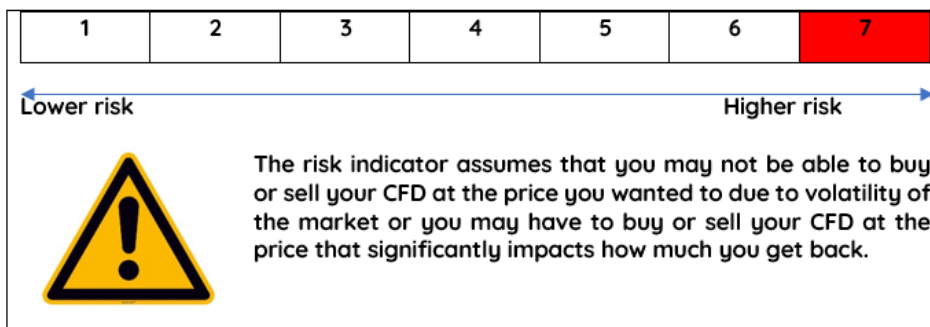 1 2 3 4 5 6 7
Lower risk Higher risk
The risk indicator assumes that you may not be able to buy
or sell your CFD at the price you wanted to due to volatility of
the market or you may have to buy or sell your CFD at the
price that significantly impacts how much you get back.